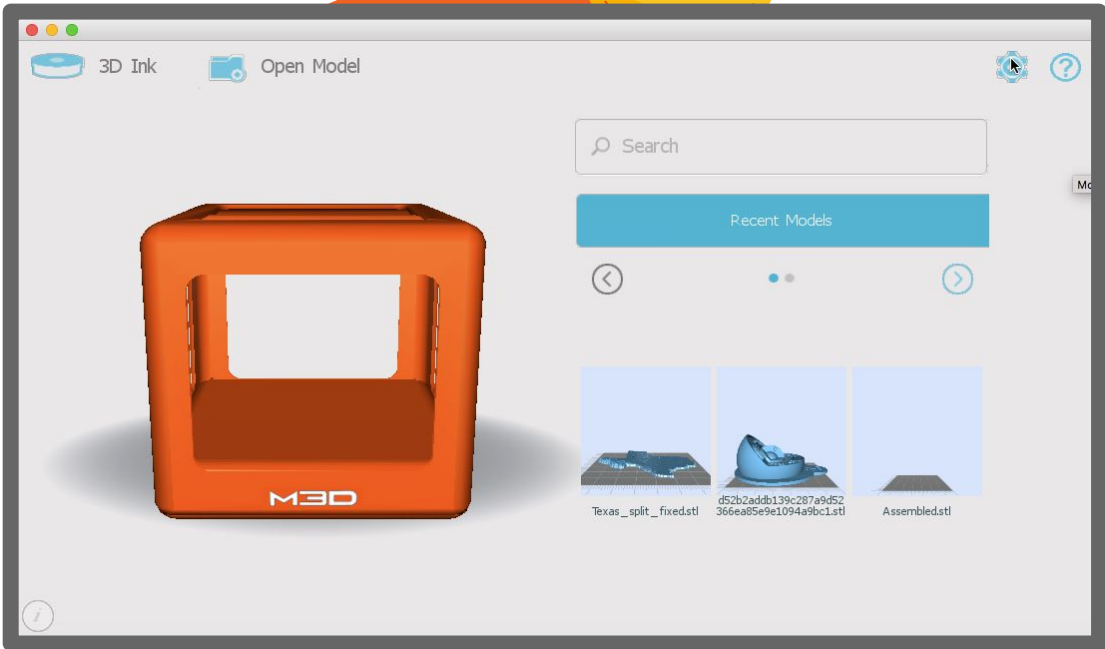 3D Ink
Open Model
Search
Recent Models
M3D
Texas_split_fixed.stl
d52b2addb139c287a9d52
366ea85e9e1094a9bc1.stl
Assembled.stl